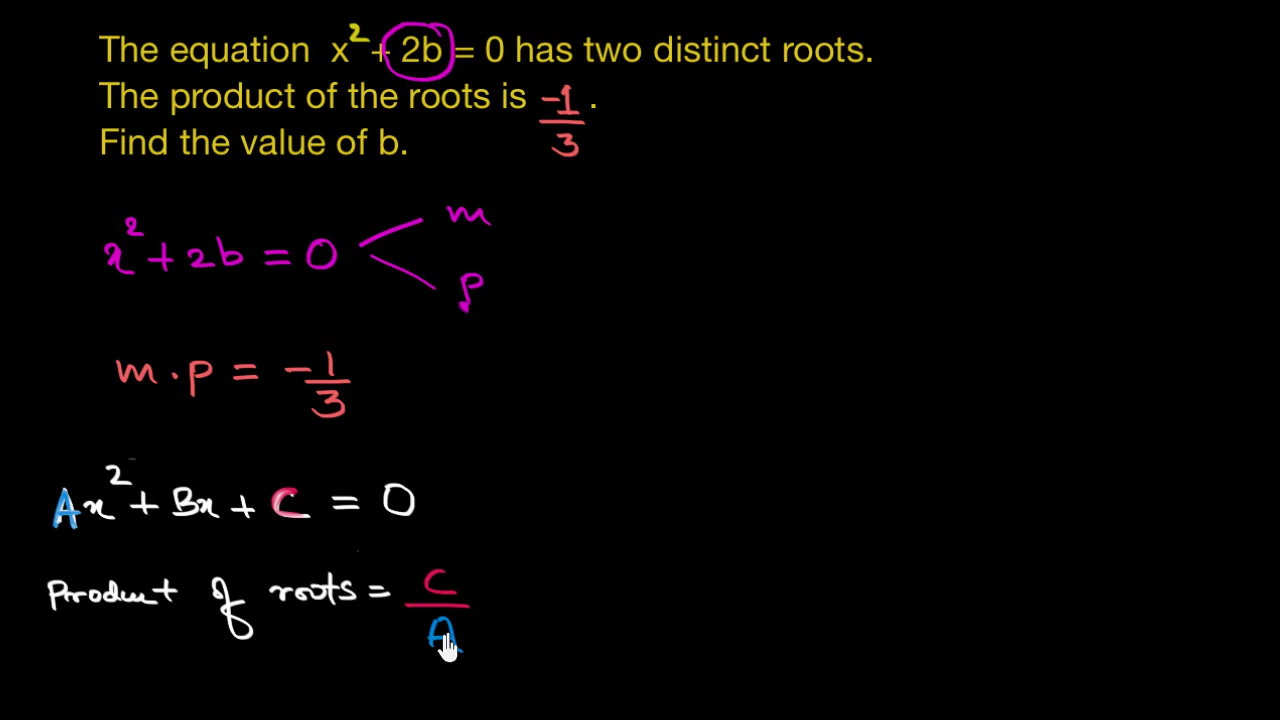 The equation x² + 2b = 0 has two distinct roots.
The product of the roots is -1/3 .
Find the value of b.
x² + 2b = 0 < m
p
m . p = -1/3
Ax² + Bx + C = 0
Product of roots = C/A